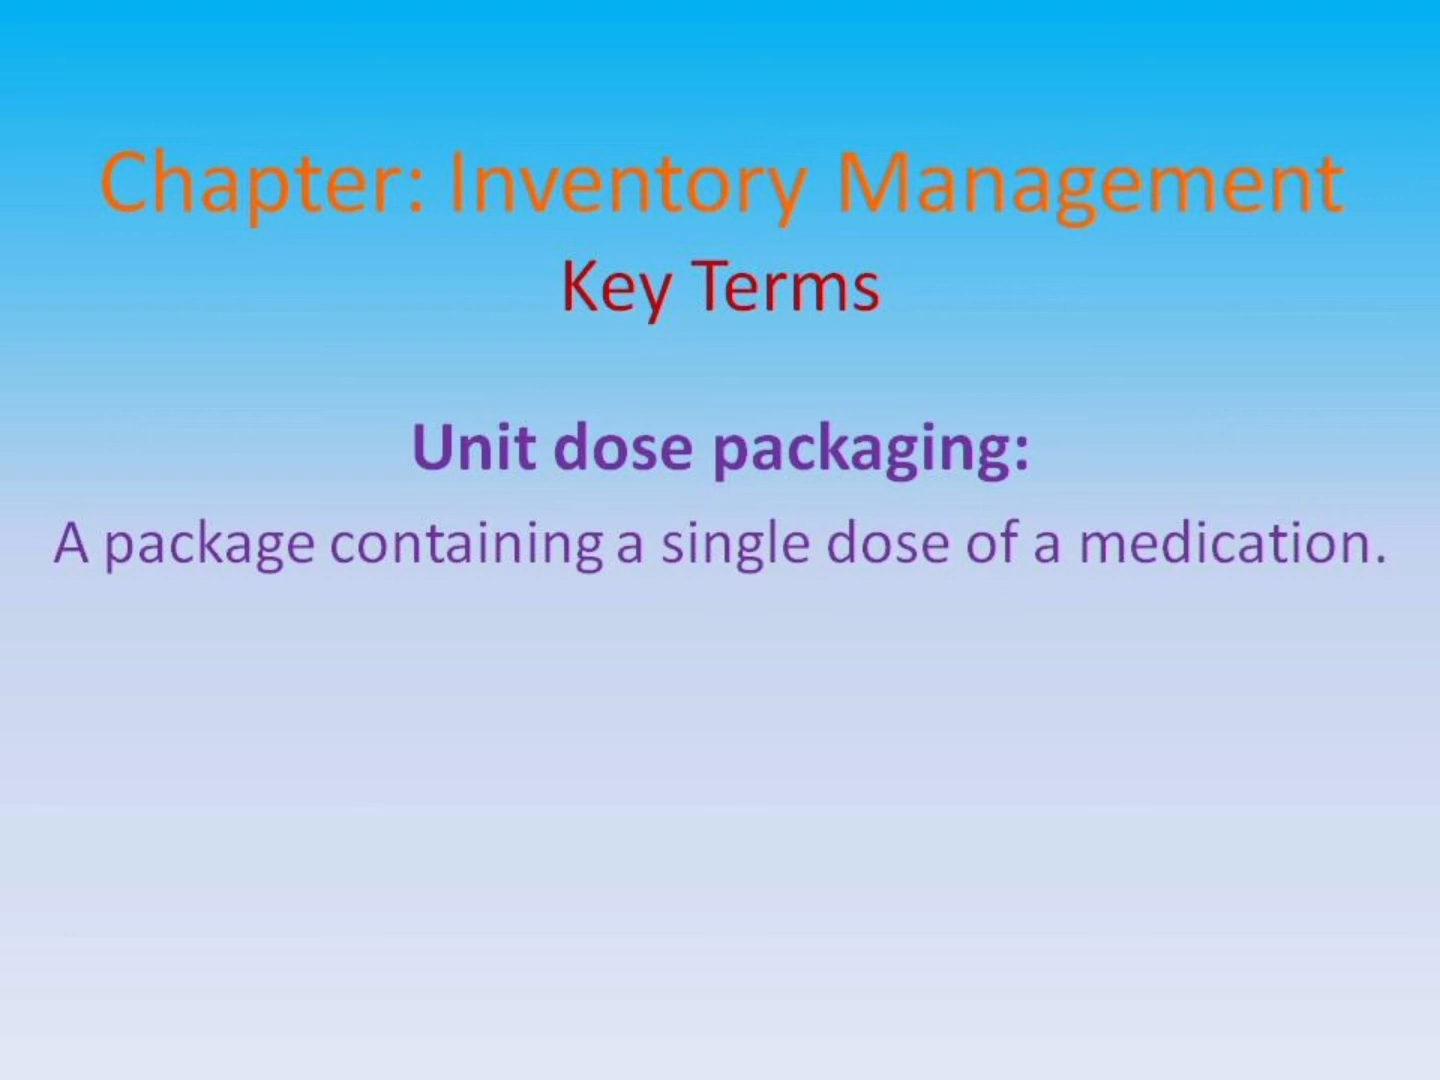 Chapter: Inventory Management
Key Terms
Unit dose packaging:
A package containing a single dose of a medication.